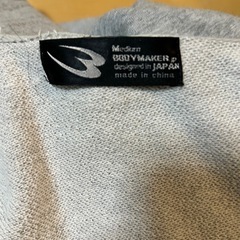 Medium
BODYMAKER.jp
designed in JAPAN
made in china